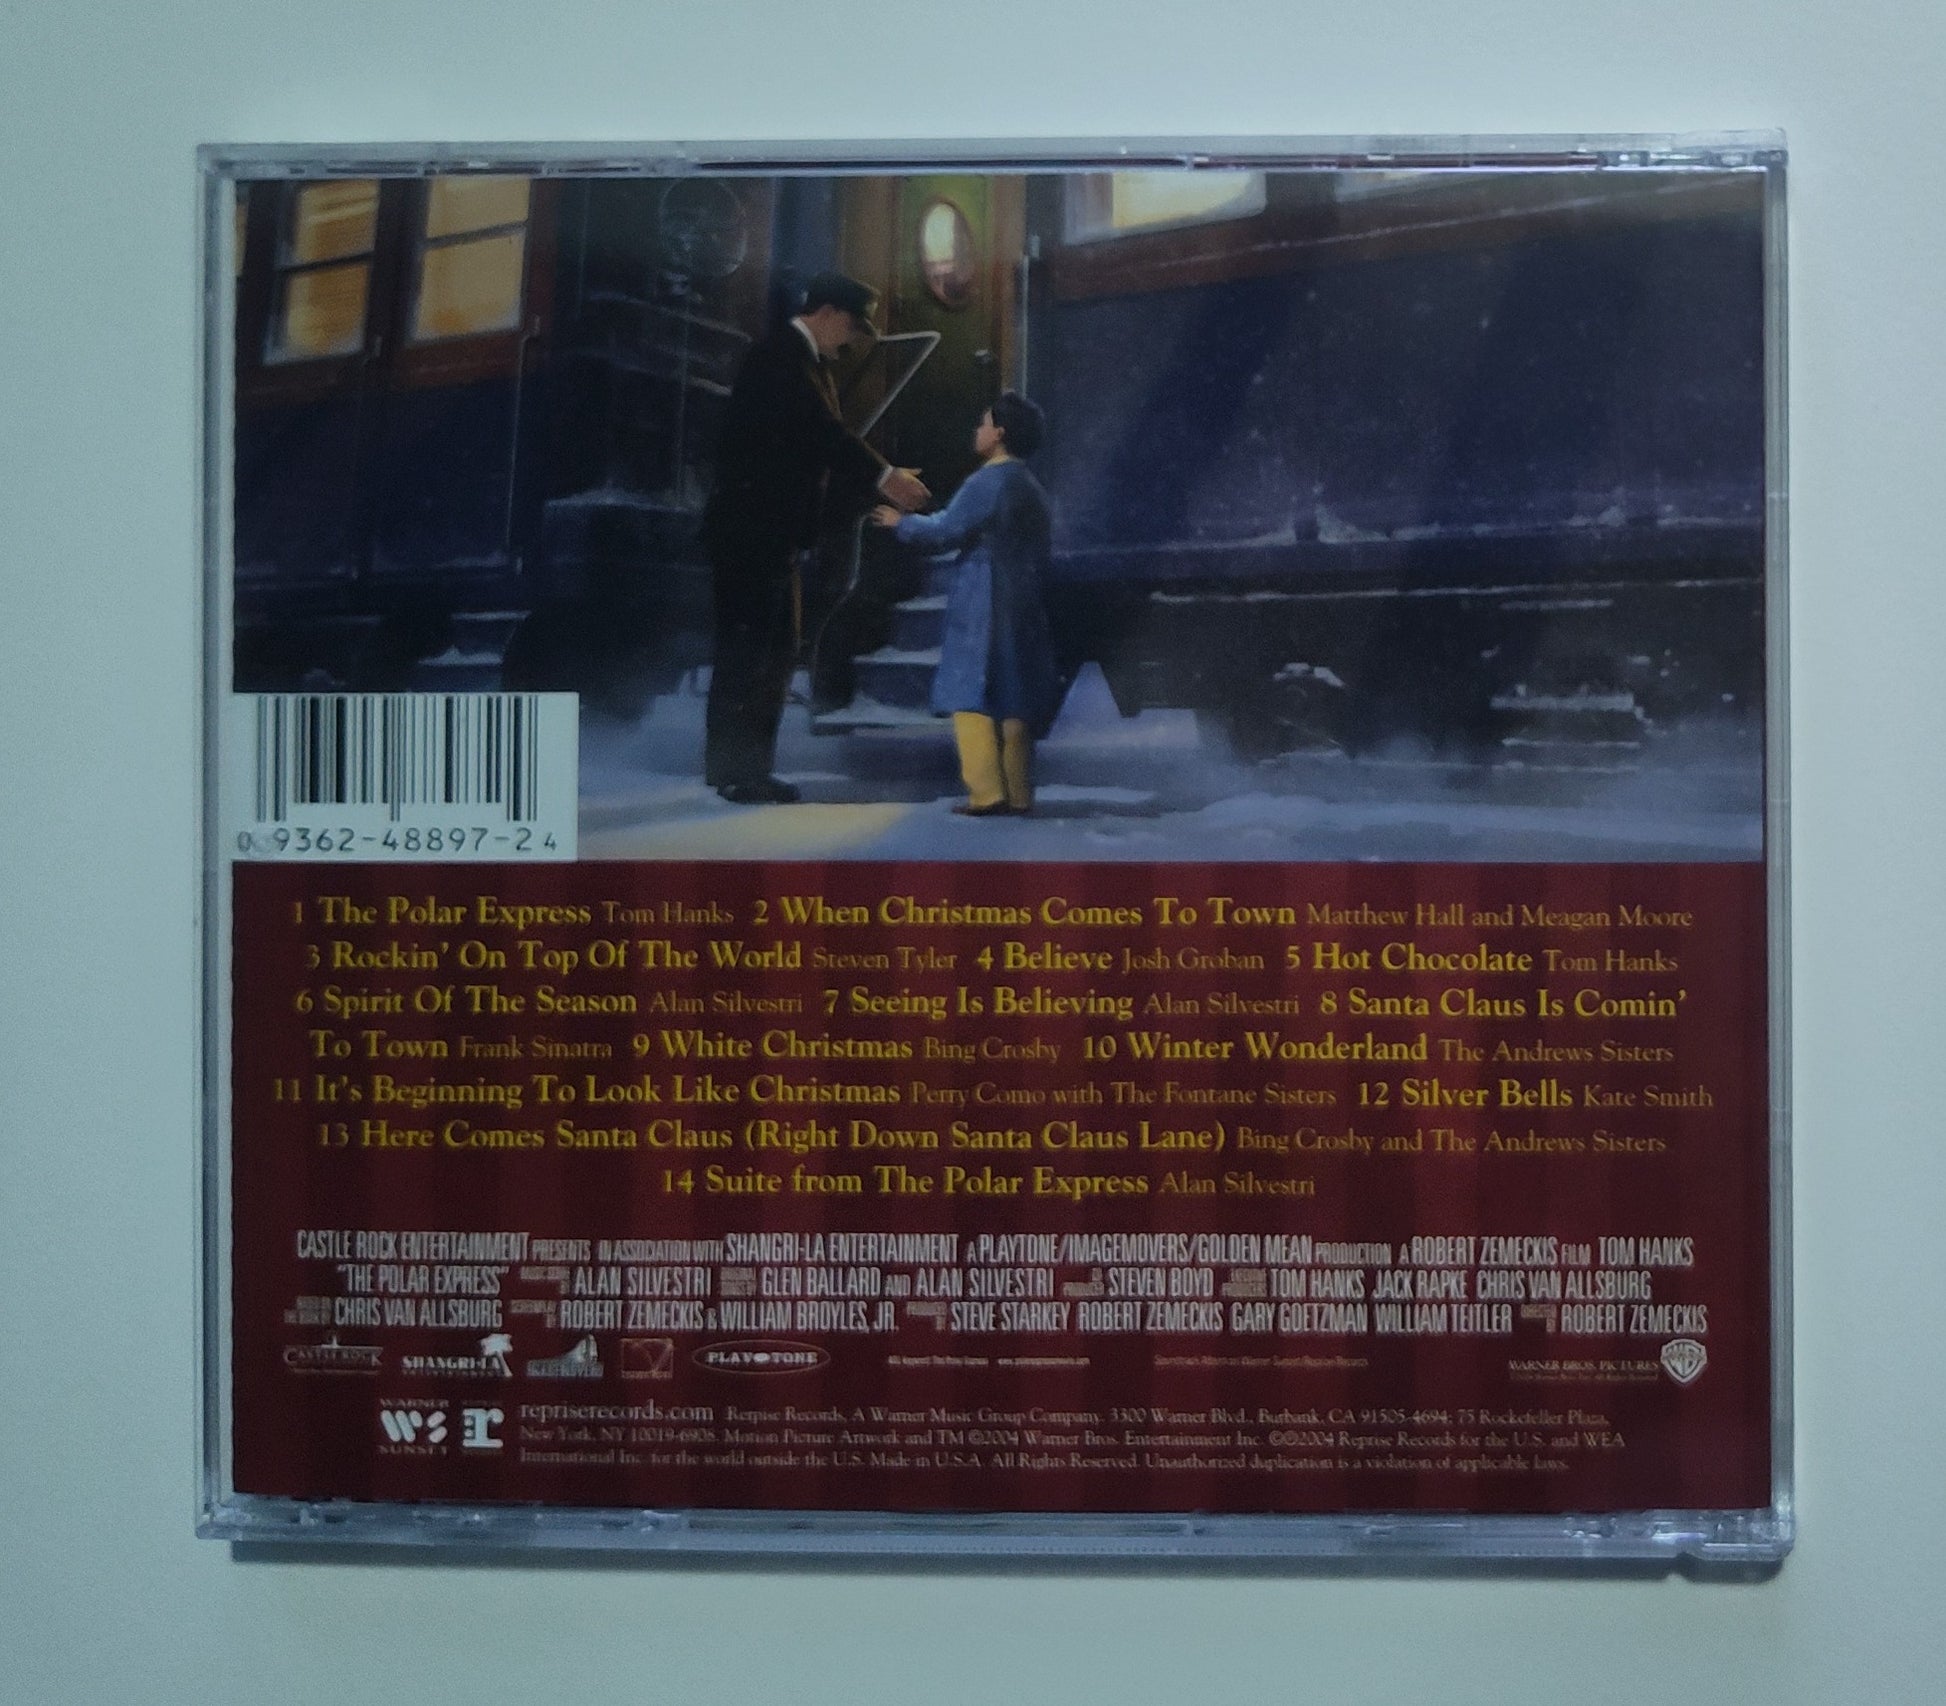 09362-48897-2 4
1 The Polar Express Tom Hanks 2 When Christmas Comes To Town Matthew Hall and Meagan Moore
3 Rockin' On Top Of The World Steven Tyler 4 Believe Josh Groban 5 Hot Chocolate Tom Hanks
6 Spirit Of The Season Alan Silvestri 7 Seeing Is Believing Alan Silvestri 8 Santa Claus Is Comin'
To Town Frank Sinatra 9 White Christmas Bing Crosby 10 Winter Wonderland The Andrews Sisters
11 It's Beginning To Look Like Christmas Perry Como with The Fontane Sisters 12 Silver Bells Kate Smith
13 Here Comes Santa Claus (Right Down Santa Claus Lane) Bing Crosby and The Andrews Sisters
14 Suite from The Polar Express Alan Silvestri
CASTLE ROCK ENTERTAINMENT PRESENTS IN ASSOCIATION WITH SHANGRI-LA ENTERTAINMENT A PLAYTONE/IMAGEMOVERS/GOLDEN MEAN PRODUCTION A ROBERT ZEMECKIS FILM TOM HANKS
"THE POLAR EXPRESS" ALAN SILVESTRI GLEN BALLARD AND ALAN SILVESTRI STEVEN BOYD TOM HANKS JACK RAPKE CHRIS VAN ALLSBURG
CHRIS VAN ALLSBURG ROBERT ZEMECKIS & WILLIAM BROYLES, JR. STEVE STARKEY ROBERT ZEMECKIS GARY GOETZMAN WILLIAM TEITLER ROBERT ZEMECKIS
CASTLE ROCK SHANGRI-LA ENTERTAINMENT PLAYTONE WARNER BROS. PICTURES
WARNER SUNSET repriserecords.com Reprise Records, A Warner Music Group Company. 3300 Warner Blvd., Burbank, CA 91505-4694; 75 Rockefeller Plaza,
New York, NY 10019-6908. Motion Picture Artwork and TM ©2004 Warner Bros. Entertainment Inc. ©℗2004 Reprise Records for the U.S. and WEA
International Inc. for the world outside the U.S. Made in U.S.A. All Rights Reserved. Unauthorized duplication is a violation of applicable laws.